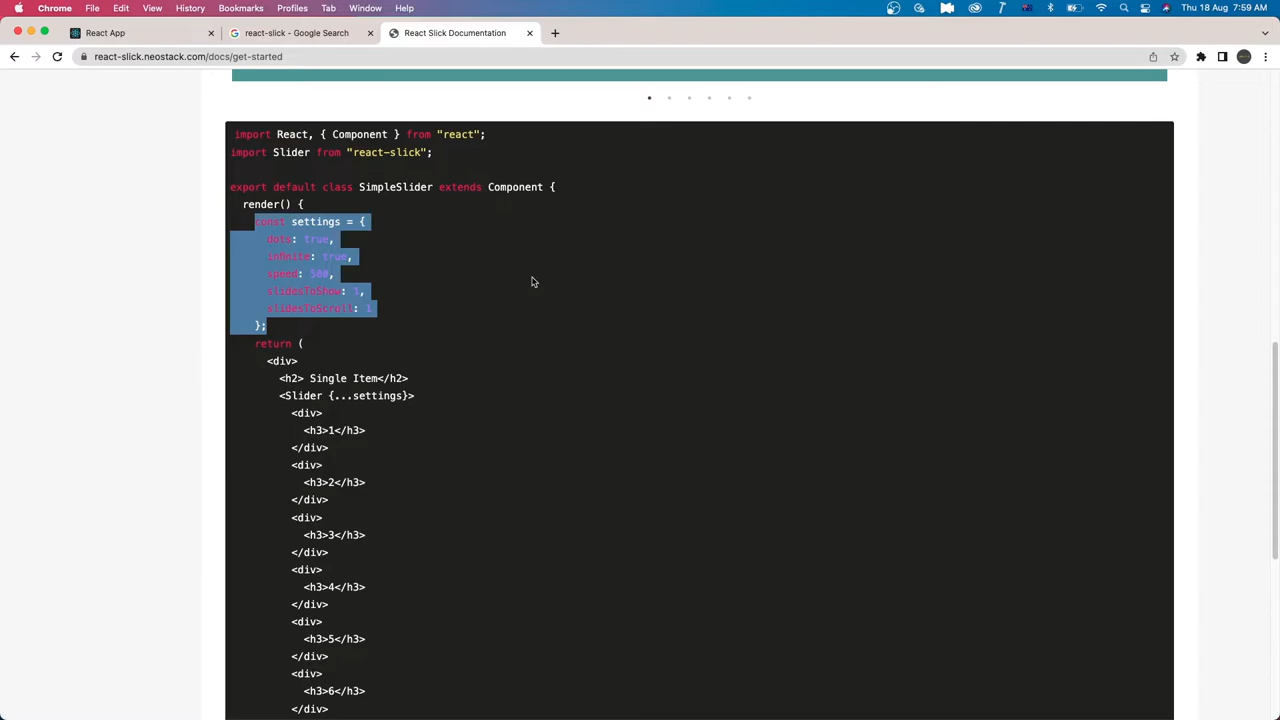 Chrome File Edit View History Bookmarks Profiles Tab Window Help Thu 18 Aug 7:59 AM
React App react-slick - Google Search React Slick Documentation
react-slick.neostack.com/docs/get-started
import React, { Component } from "react";
import Slider from "react-slick";
export default class SimpleSlider extends Component {
render() {
const settings = {
dots: true,
infinite: true,
speed: 500,
slidesToShow: 1,
slidesToScroll: 1
};
return (
<div>
<h2> Single Item</h2>
<Slider {...settings}>
<div>
<h3>1</h3>
</div>
<div>
<h3>2</h3>
</div>
<div>
<h3>3</h3>
</div>
<div>
<h3>4</h3>
</div>
<div>
<h3>5</h3>
</div>
<div>
<h3>6</h3>
</div>